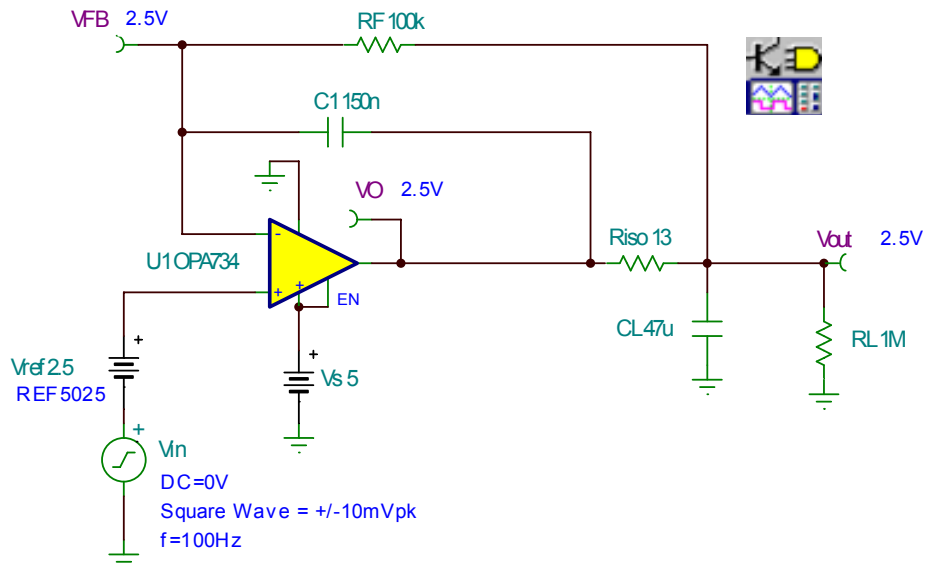 VFB 2.5V
RF 100k
C1 150n
VO 2.5V
-
U1 OPA734
+
+
EN
Riso 13
Vout 2.5V
CL 47u
RL 1M
+
Vref 2.5
REF5025
+
Vs 5
+
Vin
DC=0V
Square Wave = +/-10mVpk
f=100Hz